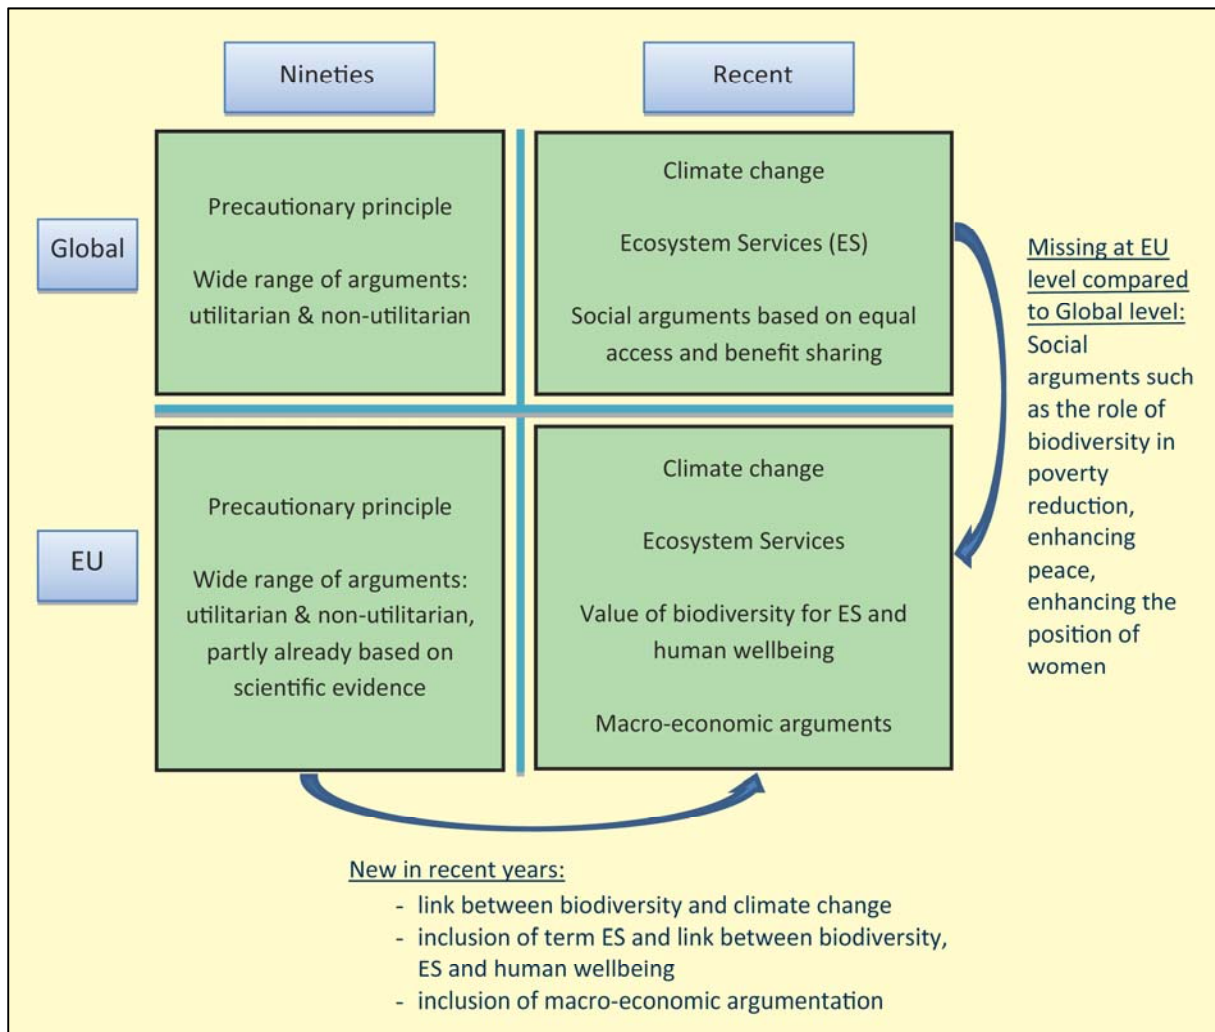 Nineties
Recent
Global
Precautionary principle
Wide range of arguments:
utilitarian & non-utilitarian
Climate change
Ecosystem Services (ES)
Social arguments based on equal
access and benefit sharing
Missing at EU
level compared
to Global level:
Social
arguments such
as the role of
biodiversity in
poverty
reduction,
enhancing
peace,
enhancing the
position of
women
EU
Precautionary principle
Wide range of arguments:
utilitarian & non-utilitarian,
partly already based on
scientific evidence
Climate change
Ecosystem Services
Value of biodiversity for ES and
human wellbeing
Macro-economic arguments
New in recent years:
- link between biodiversity and climate change
- inclusion of term ES and link between biodiversity,
ES and human wellbeing
- inclusion of macro-economic argumentation